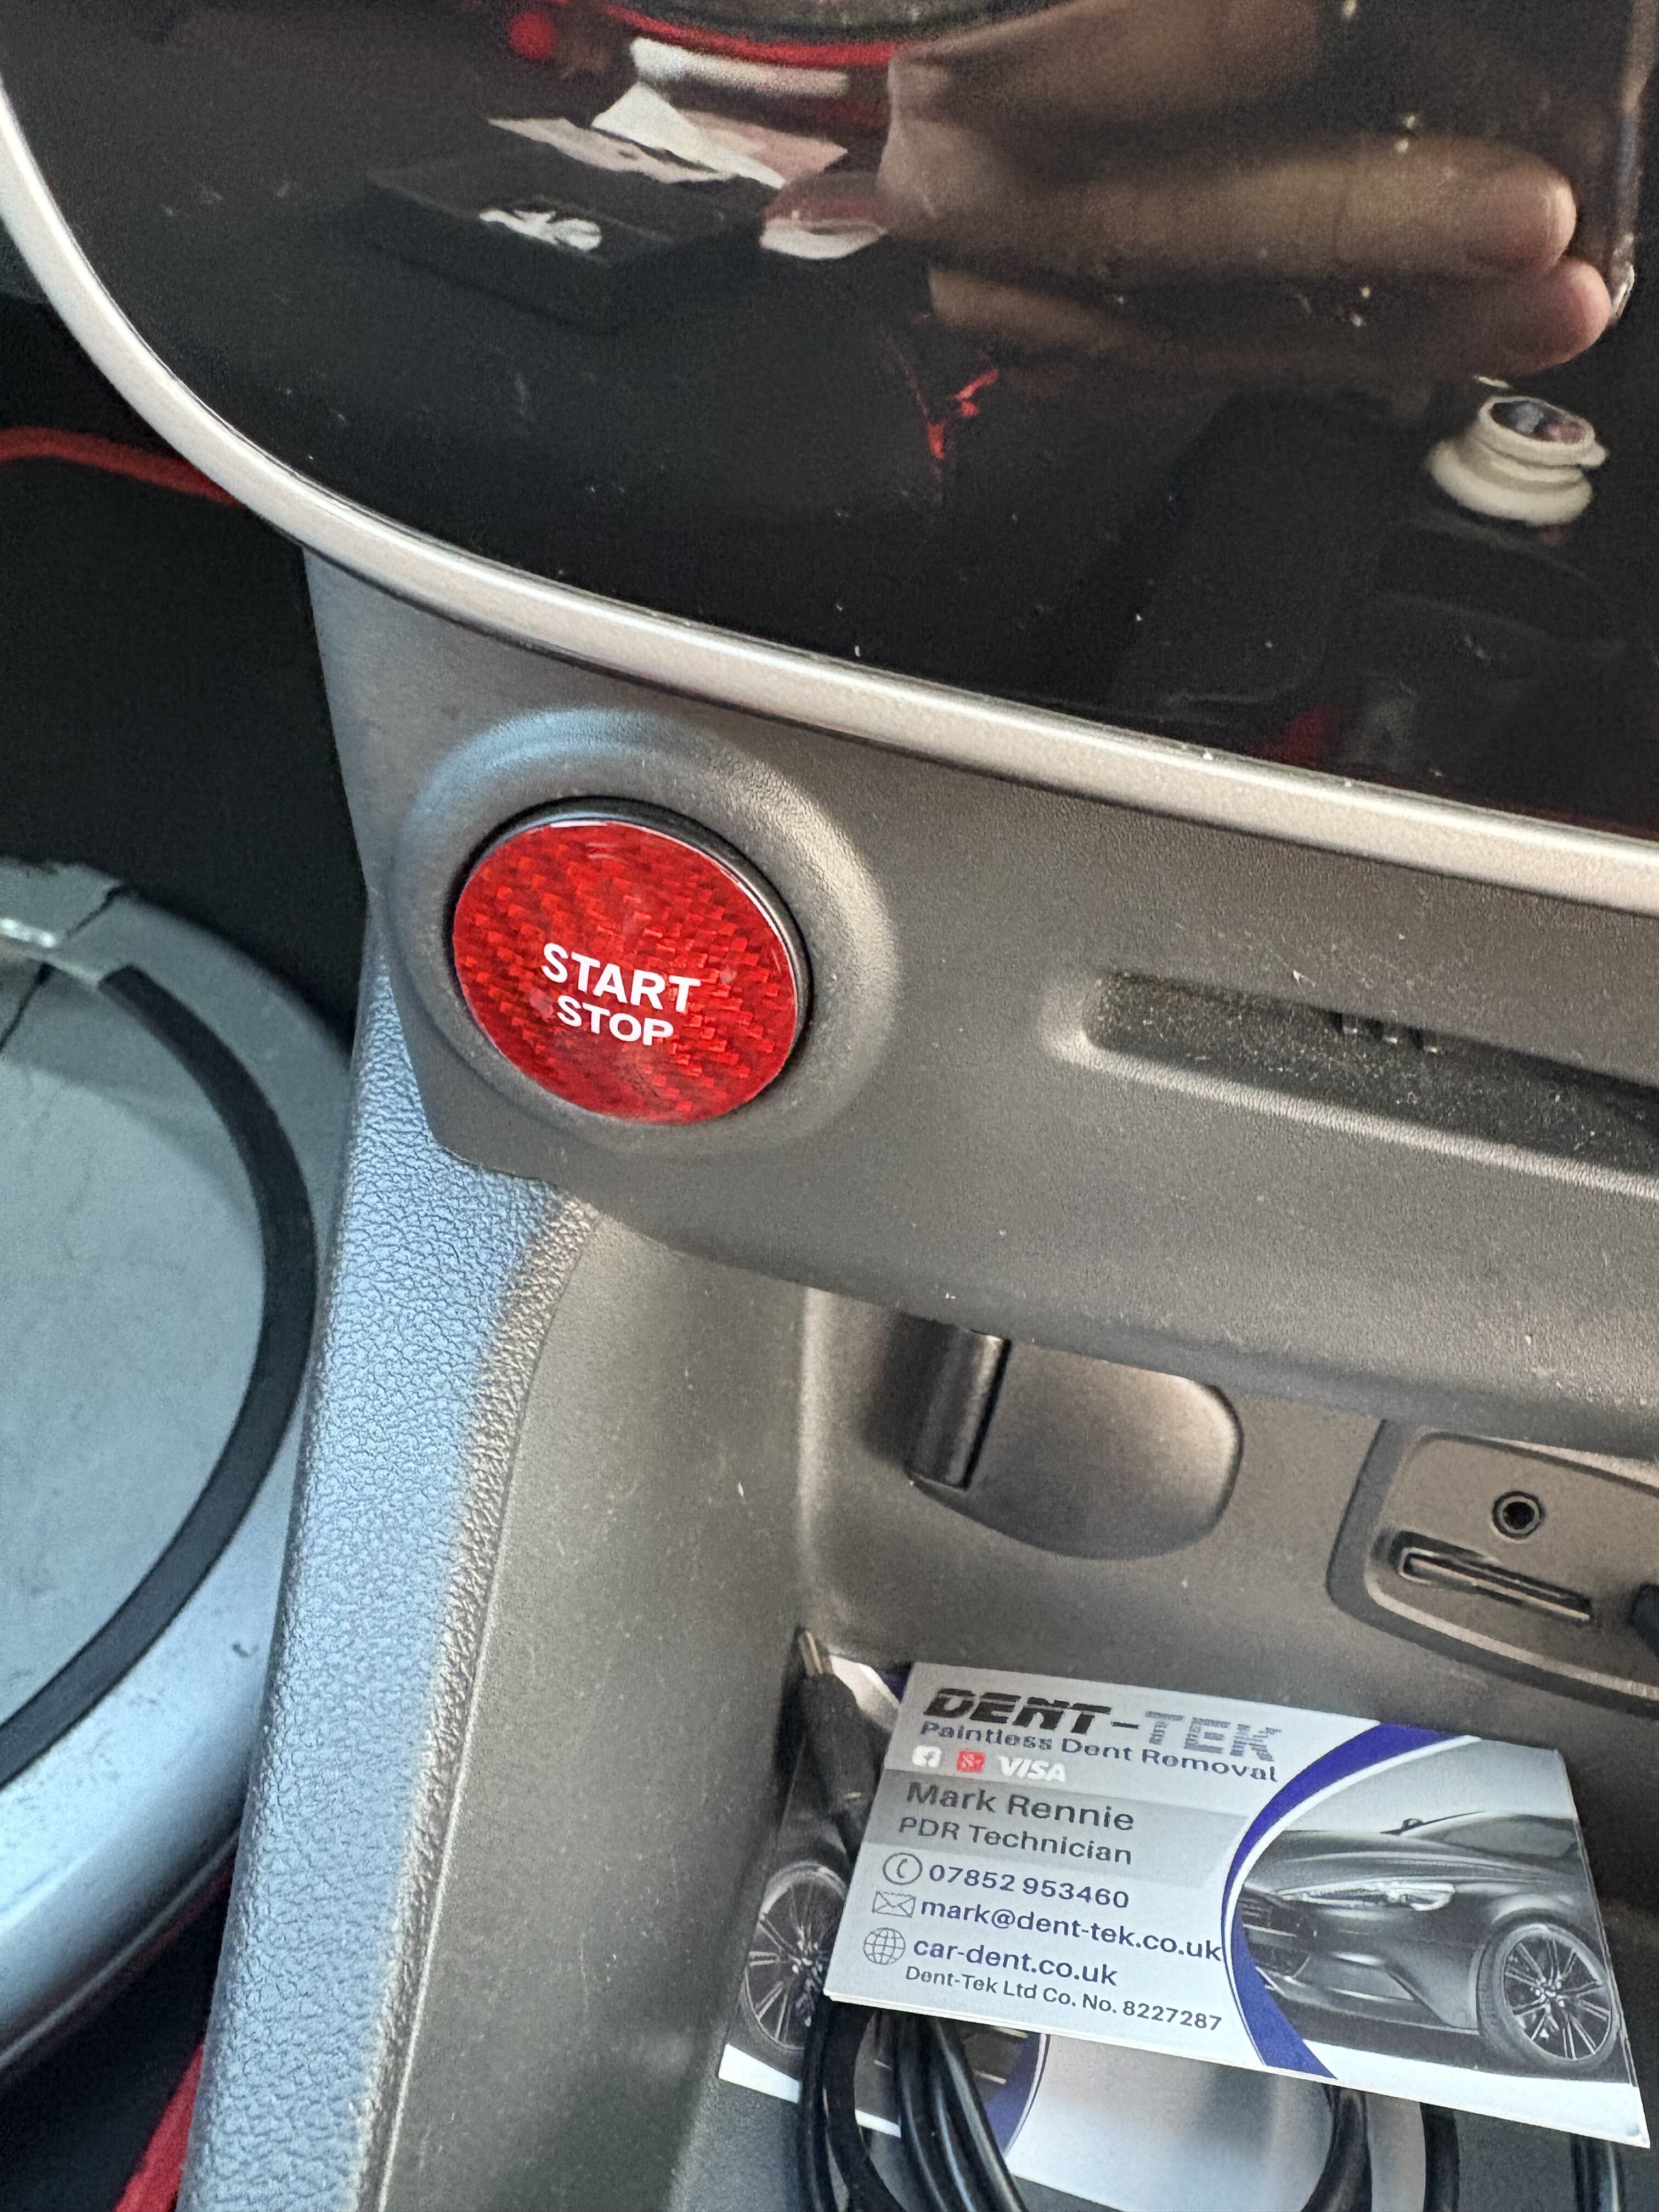 START
STOP
DENT-TEK
Paintless Dent Removal
VISA
Mark Rennie
PDR Technician
07852 953460
mark@dent-tek.co.uk
car-dent.co.uk
Dent-Tek Ltd Co. No. 8227287